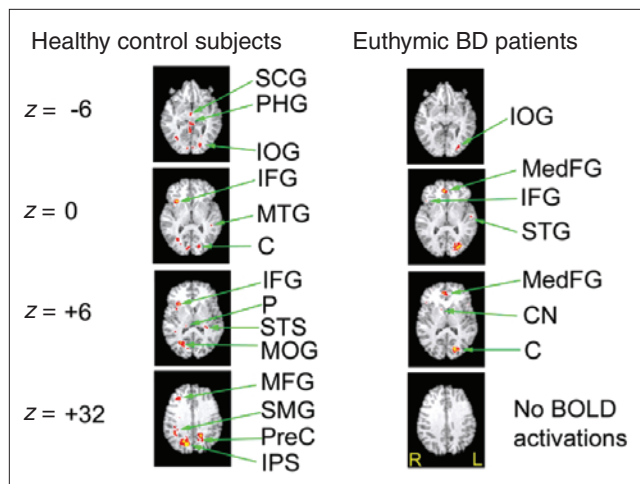 Healthy control subjects
Euthymic BD patients
z = -6
SCG
PHG
IOG
IOG
z = 0
IFG
MTG
C
MedFG
IFG
STG
z = +6
IFG
P
STS
MOG
MedFG
CN
C
z = +32
MFG
SMG
PreC
IPS
No BOLD
activations
R
L